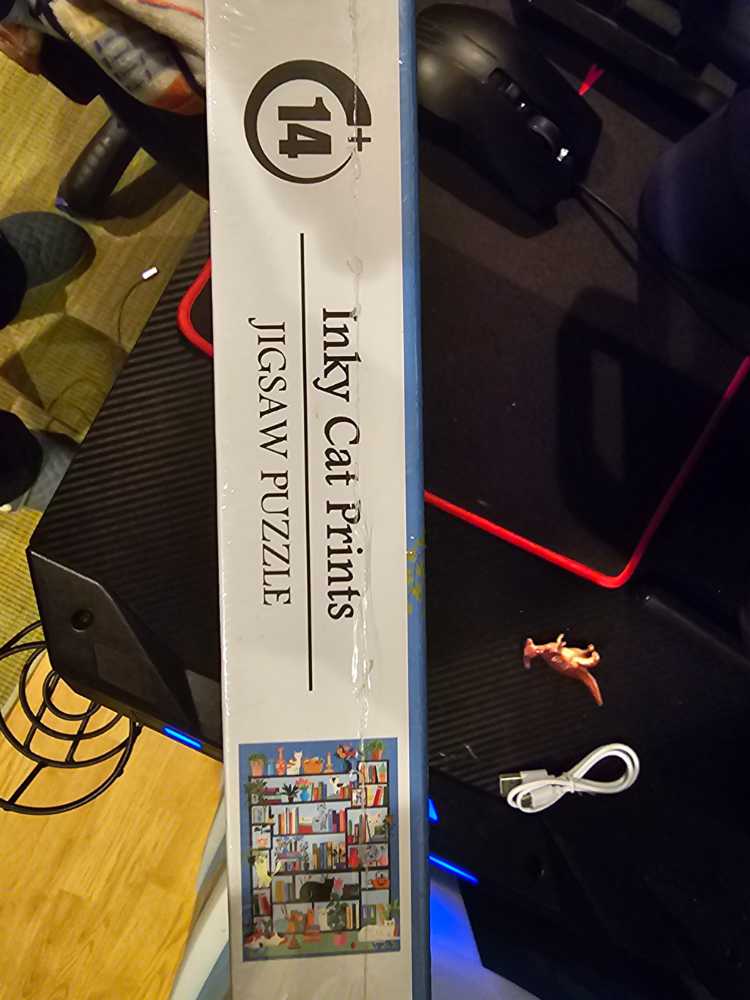 14+
Inky Cat Prints
JIGSAW PUZZLE